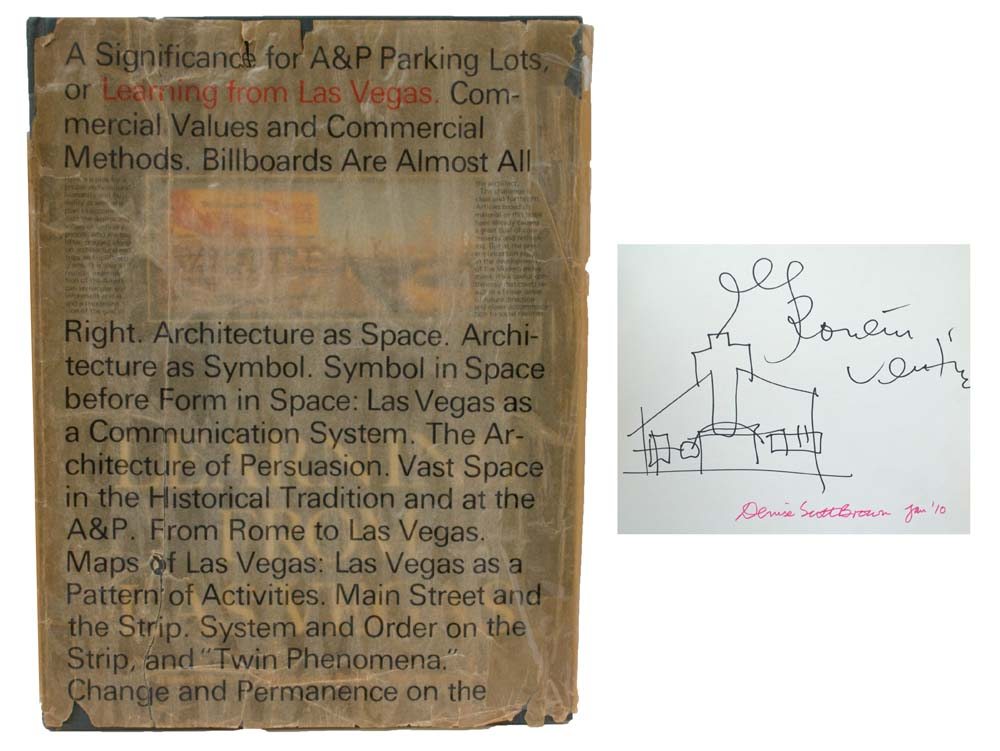 A Significance for A&P Parking Lots,
or Learning from Las Vegas. Com-
mercial Values and Commercial
Methods. Billboards Are Almost All
Right. Architecture as Space. Archi-
tecture as Symbol. Symbol in Space
before Form in Space: Las Vegas as
a Communication System. The Ar-
chitecture of Persuasion. Vast Space
in the Historical Tradition and at the
A&P. From Rome to Las Vegas.
Maps of Las Vegas: Las Vegas as a
Pattern of Activities. Main Street and
the Strip. System and Order on the
Strip, and "Twin Phenomena."
Change and Permanence on the
Denise Scott Brown Jan '10